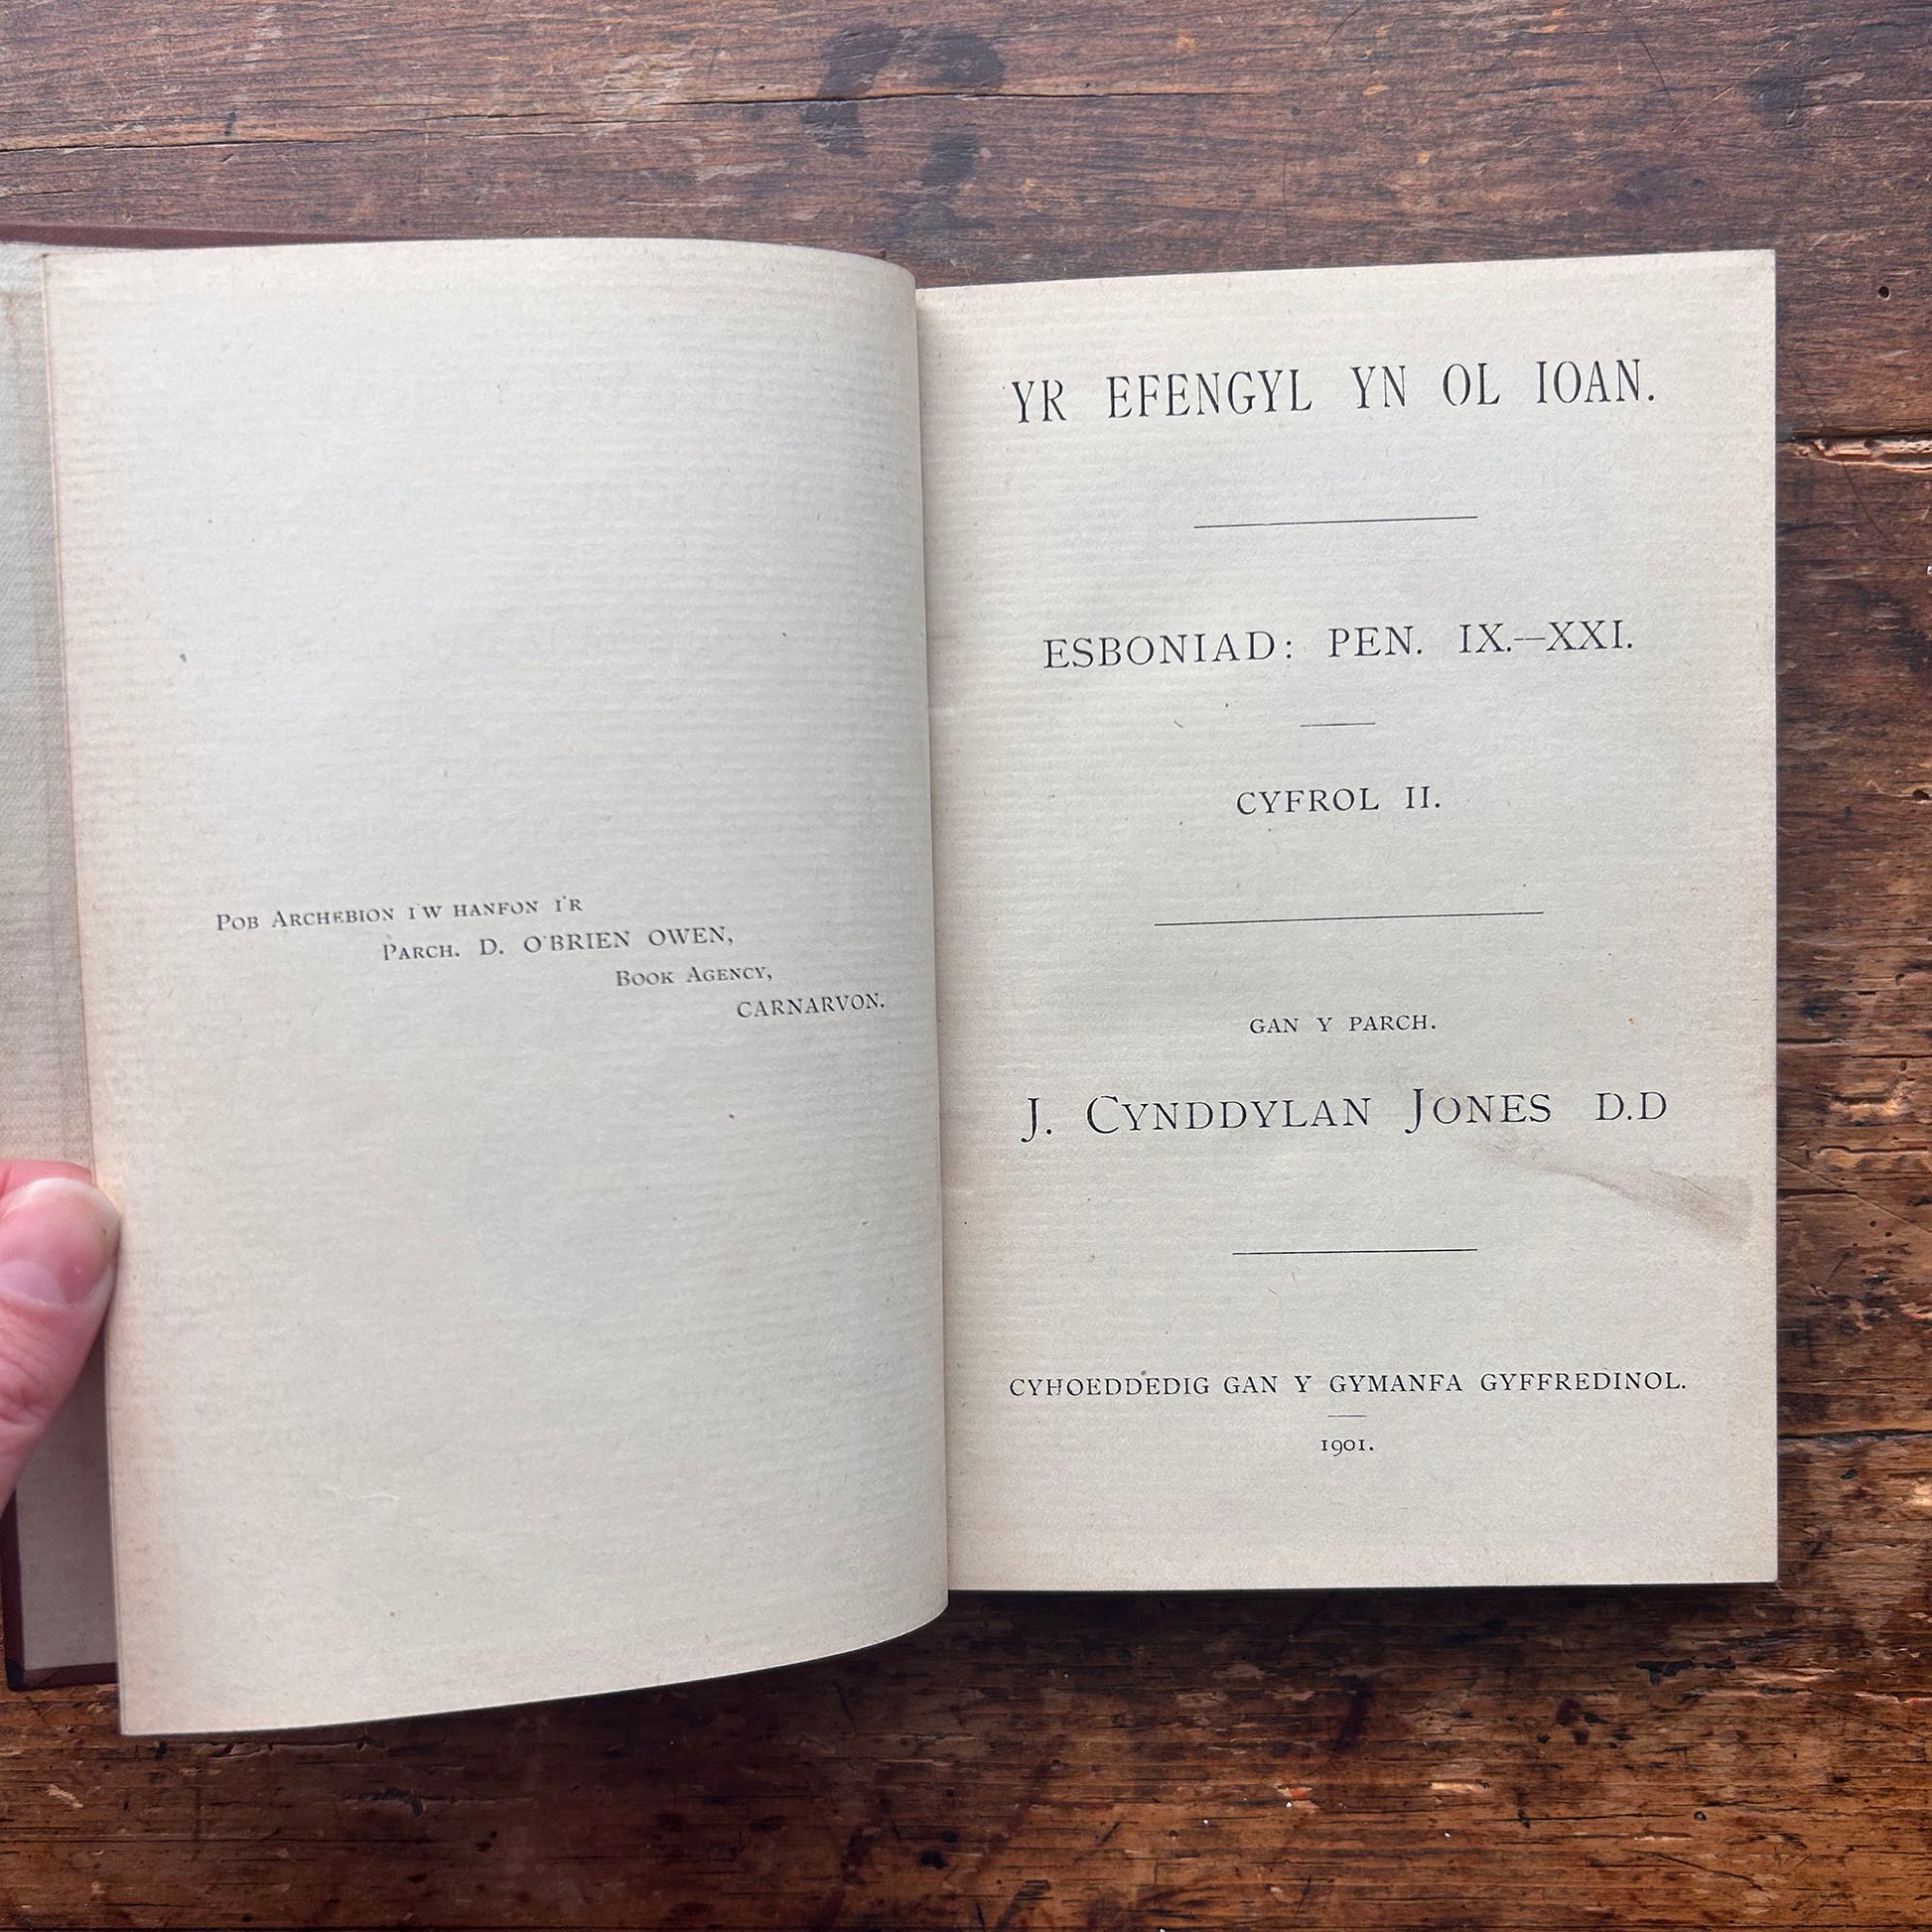 Pob Archebion i'w hanfon i'r
Parch. D. O'BRIEN OWEN,
Book Agency,
CARNARVON.
YR EFENGYL YN OL IOAN.
ESBONIAD: PEN. IX.—XXI.
CYFROL II.
GAN Y PARCH.
J. Cynddylan Jones D.D
CYHOEDDEDIG GAN Y GYMANFA GYFFREDINOL.
1901.